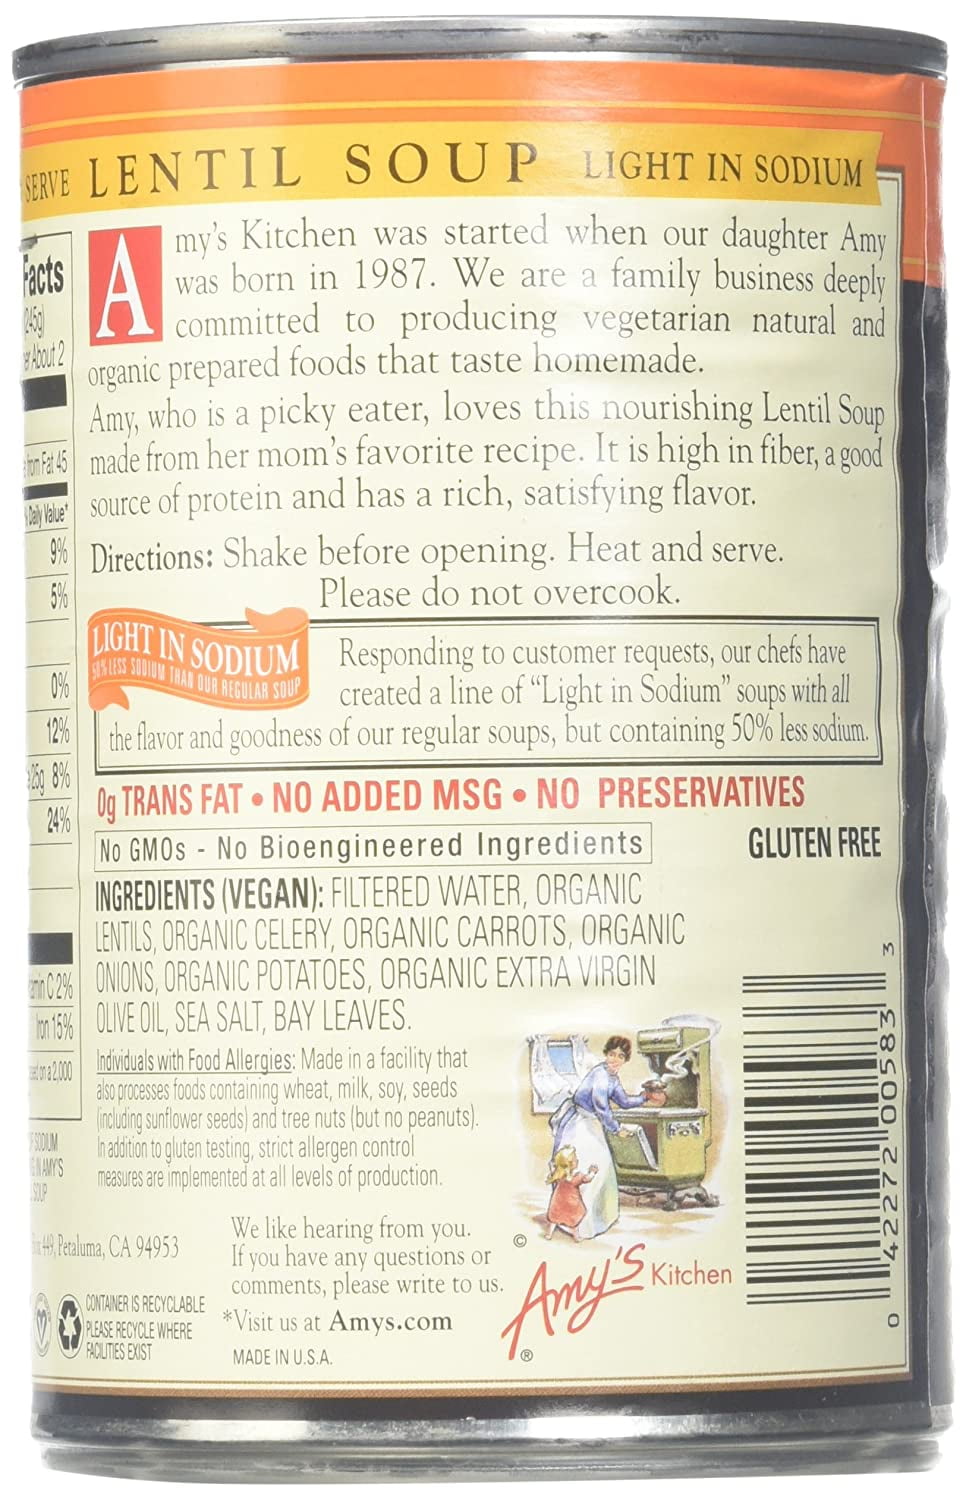 SERVE LENTIL SOUP LIGHT IN SODIUM
Facts
(245g)
er About 2
from Fat 45
% Daily Value*
9%
5%
0%
12%
25g 8%
24%
amin C 2%
Iron 15%
ased on a 2,000
SODIUM
IN AMY'S
SOUP
Amy's Kitchen was started when our daughter Amy
was born in 1987. We are a family business deeply
committed to producing vegetarian natural and
organic prepared foods that taste homemade.
Amy, who is a picky eater, loves this nourishing Lentil Soup
made from her mom's favorite recipe. It is high in fiber, a good
source of protein and has a rich, satisfying flavor.
Directions: Shake before opening. Heat and serve.
Please do not overcook.
LIGHT IN SODIUM
50% LESS SODIUM THAN OUR REGULAR SOUP
Responding to customer requests, our chefs have
created a line of “Light in Sodium” soups with all
the flavor and goodness of our regular soups, but containing 50% less sodium.
0g TRANS FAT • NO ADDED MSG • NO PRESERVATIVES
No GMOs - No Bioengineered Ingredients
GLUTEN FREE
INGREDIENTS (VEGAN): FILTERED WATER, ORGANIC
LENTILS, ORGANIC CELERY, ORGANIC CARROTS, ORGANIC
ONIONS, ORGANIC POTATOES, ORGANIC EXTRA VIRGIN
OLIVE OIL, SEA SALT, BAY LEAVES.
Individuals with Food Allergies: Made in a facility that
also processes foods containing wheat, milk, soy, seeds
(including sunflower seeds) and tree nuts (but no peanuts).
In addition to gluten testing, strict allergen control
measures are implemented at all levels of production.
Box 449, Petaluma, CA 94953
We like hearing from you.
If you have any questions or
comments, please write to us.
*Visit us at Amys.com
MADE IN U.S.A.
CONTAINER IS RECYCLABLE
PLEASE RECYCLE WHERE
FACILITIES EXIST
©
Amy's Kitchen
®
0 42272 00583 3